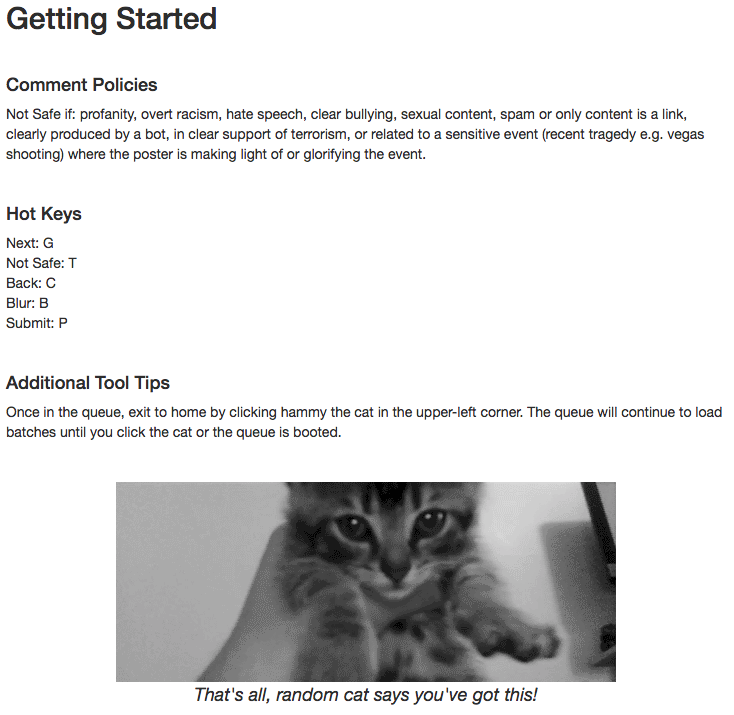 Getting Started
Comment Policies
Not Safe if: profanity, overt racism, hate speech, clear bullying, sexual content, spam or only content is a link,
clearly produced by a bot, in clear support of terrorism, or related to a sensitive event (recent tragedy e.g. vegas
shooting) where the poster is making light of or glorifying the event.
Hot Keys
Next: G
Not Safe: T
Back: C
Blur: B
Submit: P
Additional Tool Tips
Once in the queue, exit to home by clicking hammy the cat in the upper-left corner. The queue will continue to load
batches until you click the cat or the queue is booted.
That's all, random cat says you've got this!